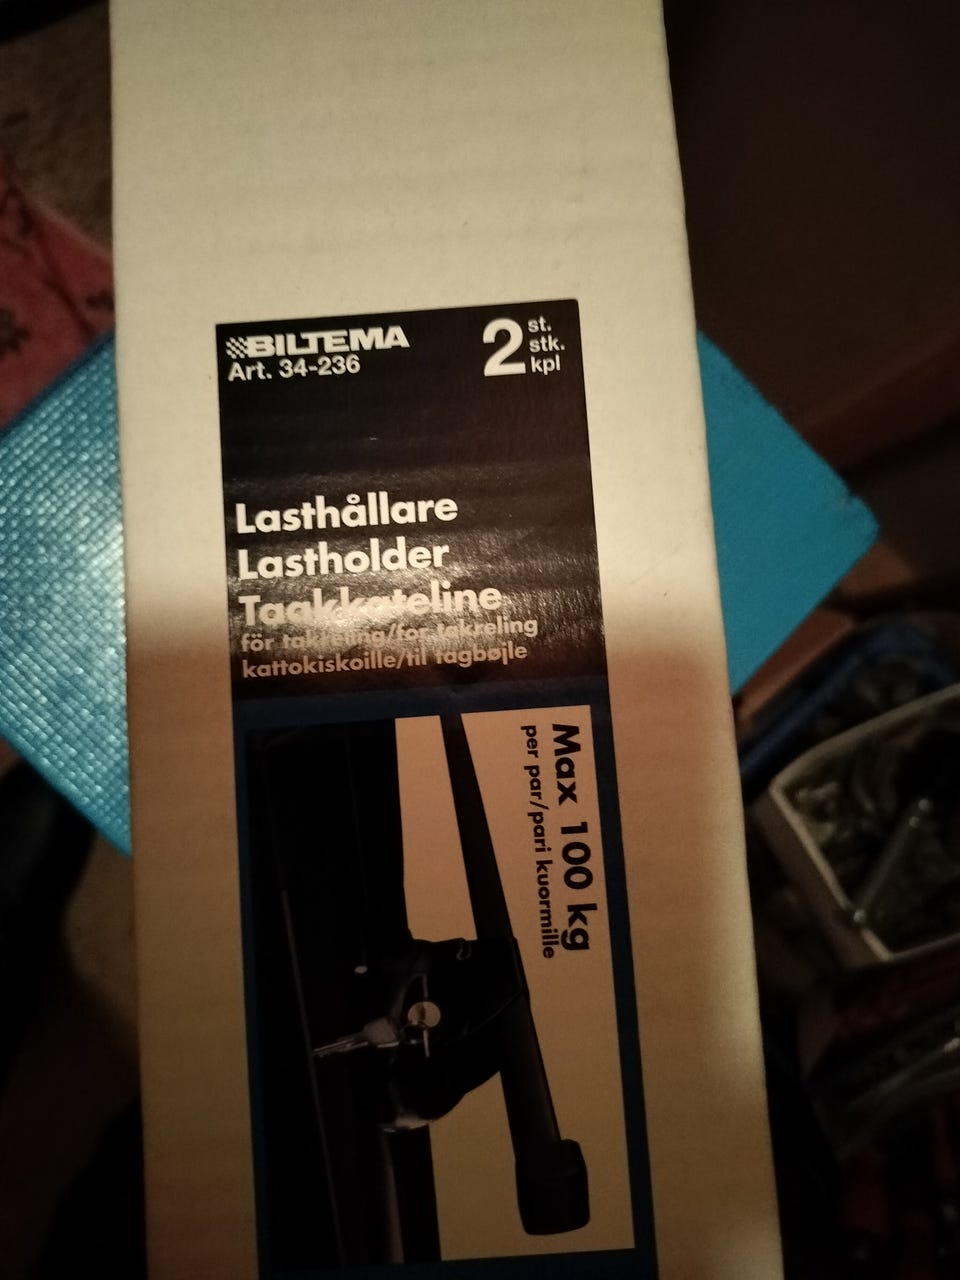 BILTEMA
Art. 34-236
2 st.
stk.
kpl
Lasthållare
Lastholder
Taakkateline
för takreling/for takreling
kattokiskoille/til tagbøjle
Max 100 kg
per par/pari kuormille